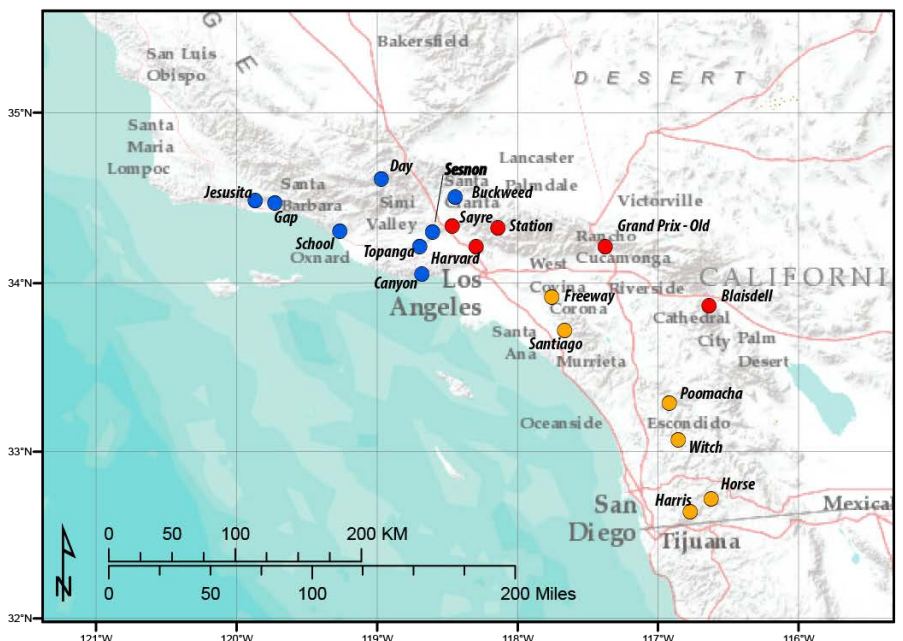 G
E
Bakersfield
San Luis
Obispo
D E S E R T
35°N
Santa
Maria
Lompoc
Lancaster
Palmdale
Sesnon
Day
Santa
Clarita
Buckweed
Jesusita
Santa
Barbara
Gap
Simi
Valley
Sayre
Station
Victorville
Grand Prix - Old
Rancho
Cucamonga
School
Oxnard
Topanga
Harvard
West
Covina
34°N
Canyon
Los
Angeles
Riverside
CALIFORNI
Freeway
Corona
Blaisdell
Cathedral
City
Palm
Desert
Santa
Ana
Santiago
Murrieta
Poomacha
Oceanside
Escondido
33°N
Witch
Horse
Harris
San
Diego
Mexical
Tijuana
0 50 100 200 KM
0 50 100 200 Miles
N
32°N
121°W 120°W 119°W 118°W 117°W 116°W